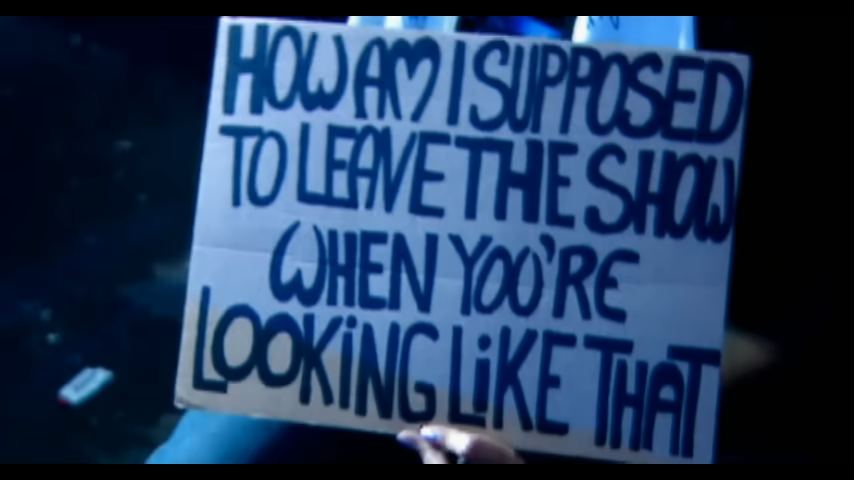 HOW AM I SUPPOSED
TO LEAVE THE SHOW
WHEN YOU'RE
LOOKiNG LiKE THAT